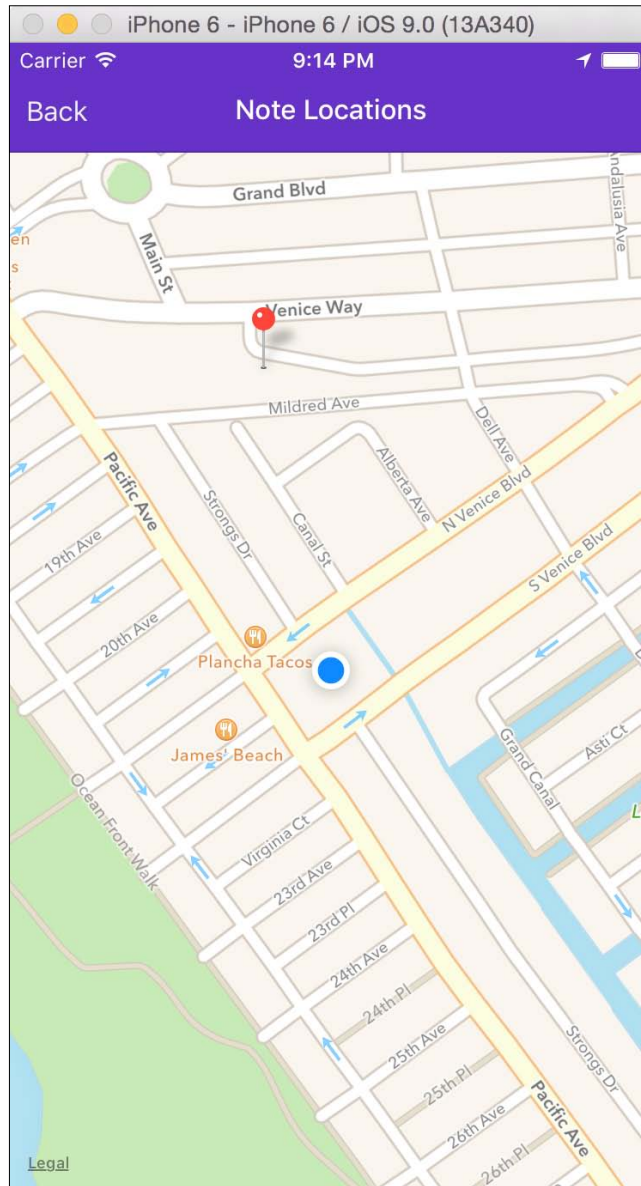 iPhone 6 - iPhone 6 / iOS 9.0 (13A340)
Carrier
9:14 PM
Back
Note Locations
Grand Blvd
Andalusia Ave
Main St
en
s
Venice Way
Mildred Ave
Dell Ave
Pacific Ave
Strongs Dr
Canal St
Alberta Ave
N Venice Blvd
S Venice Blvd
19th Ave
20th Ave
Plancha Tacos
James' Beach
Grand Canal
Asti Ct
D
L
Ocean Front Walk
Virginia Ct
23rd Ave
23rd Pl
24th Ave
24th Pl
25th Ave
25th Pl
26th Ave
26th Pl
Strongs Dr
Pacific Ave
Legal